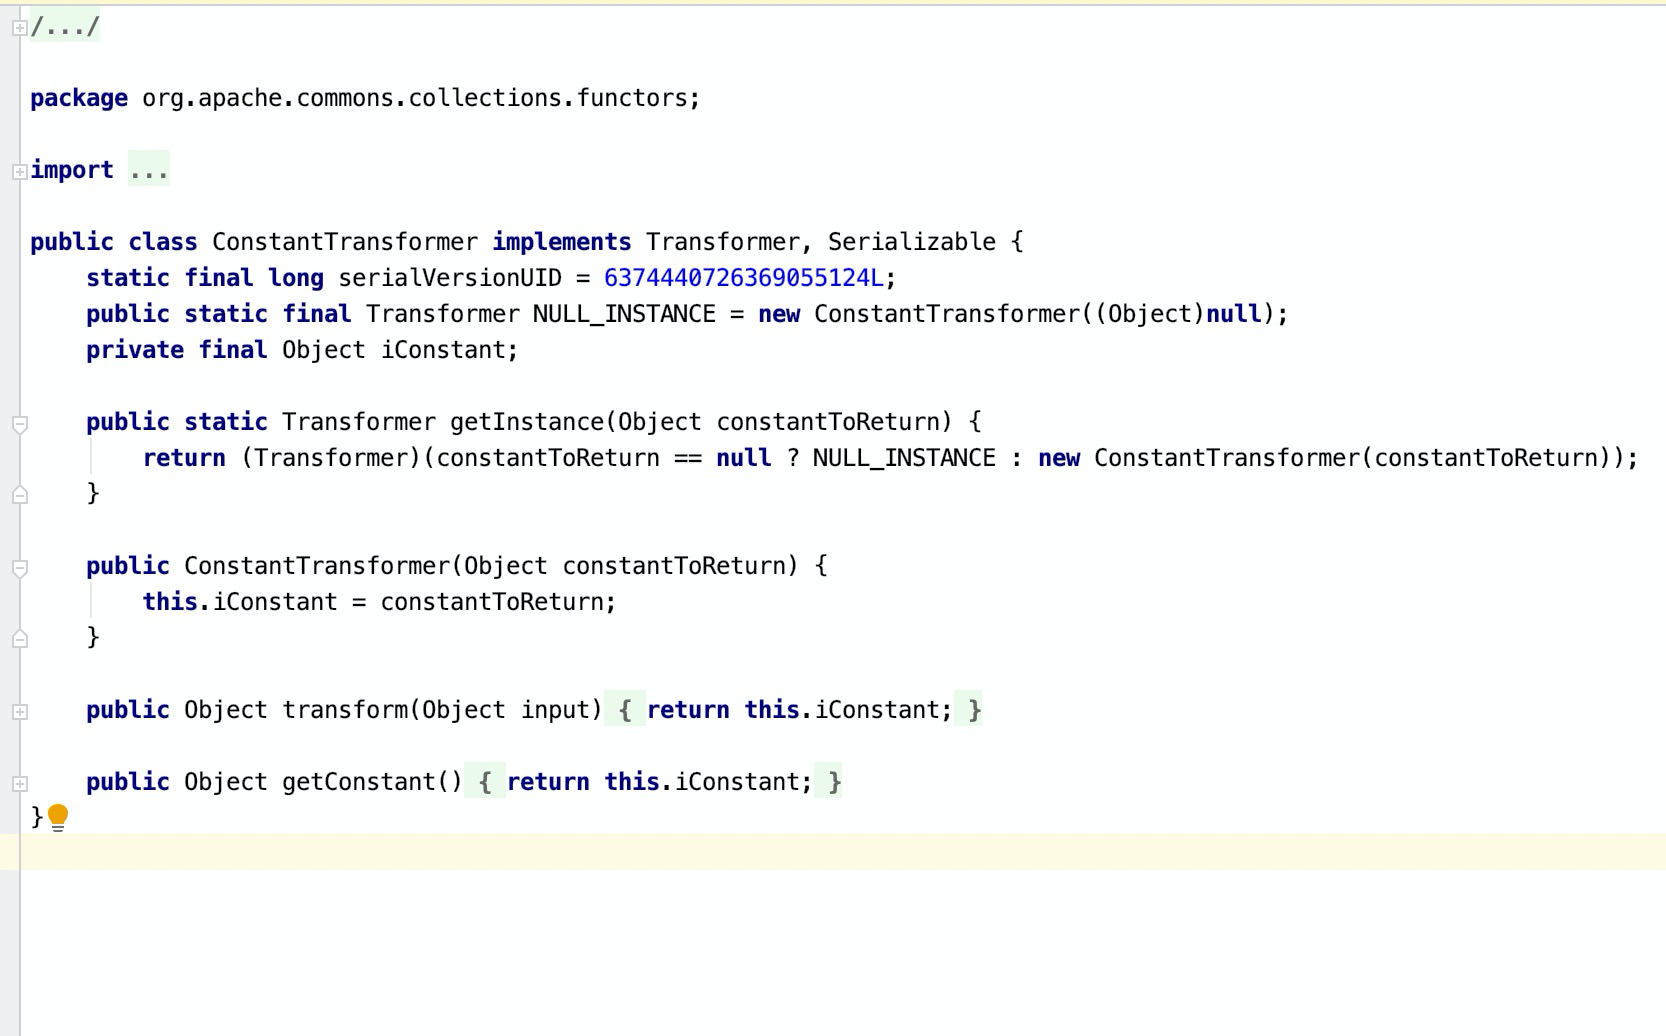 /.../
package org.apache.commons.collections.functors;
import ...
public class ConstantTransformer implements Transformer, Serializable {
static final long serialVersionUID = 6374440726369055124L;
public static final Transformer NULL_INSTANCE = new ConstantTransformer((Object)null);
private final Object iConstant;
public static Transformer getInstance(Object constantToReturn) {
return (Transformer)(constantToReturn == null ? NULL_INSTANCE : new ConstantTransformer(constantToReturn));
}
public ConstantTransformer(Object constantToReturn) {
this.iConstant = constantToReturn;
}
public Object transform(Object input) { return this.iConstant; }
public Object getConstant() { return this.iConstant; }
}